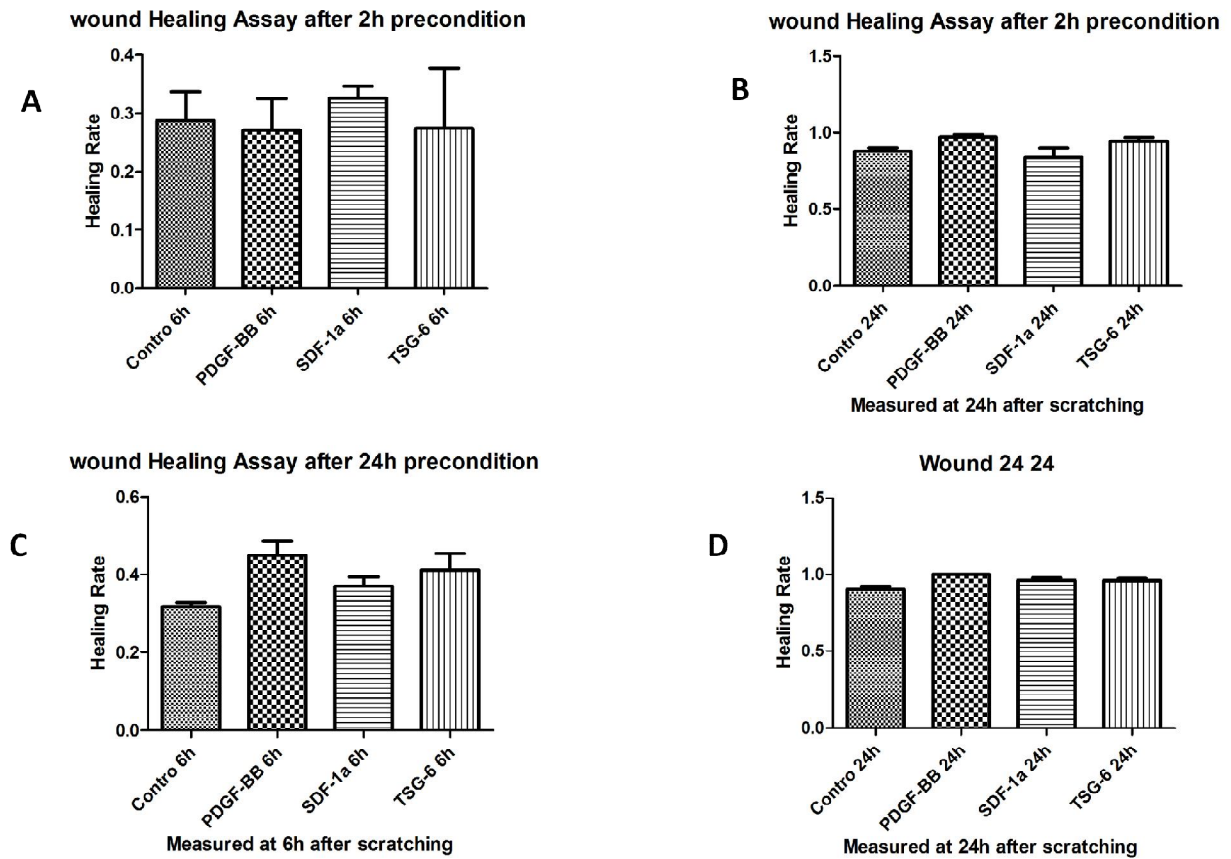 wound Healing Assay after 2h precondition
A
Healing Rate
0.4
0.3
0.2
0.1
0.0
Contro 6h
PDGF-BB 6h
SDF-1a 6h
TSG-6 6h
wound Healing Assay after 2h precondition
B
Healing Rate
1.5
1.0
0.5
0.0
Contro 24h
PDGF-BB 24h
SDF-1a 24h
TSG-6 24h
Measured at 24h after scratching
wound Healing Assay after 24h precondition
C
Healing Rate
0.6
0.4
0.2
0.0
Contro 6h
PDGF-BB 6h
SDF-1a 6h
TSG-6 6h
Measured at 6h after scratching
Wound 24 24
D
Healing Rate
1.5
1.0
0.5
0.0
Contro 24h
PDGF-BB 24h
SDF-1a 24h
TSG-6 24h
Measured at 24h after scratching